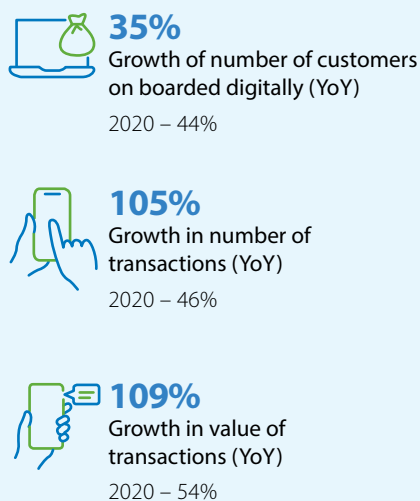 35%
Growth of number of customers
on boarded digitally (YoY)
2020 – 44%
105%
Growth in number of
transactions (YoY)
2020 – 46%
109%
Growth in value of
transactions (YoY)
2020 – 54%